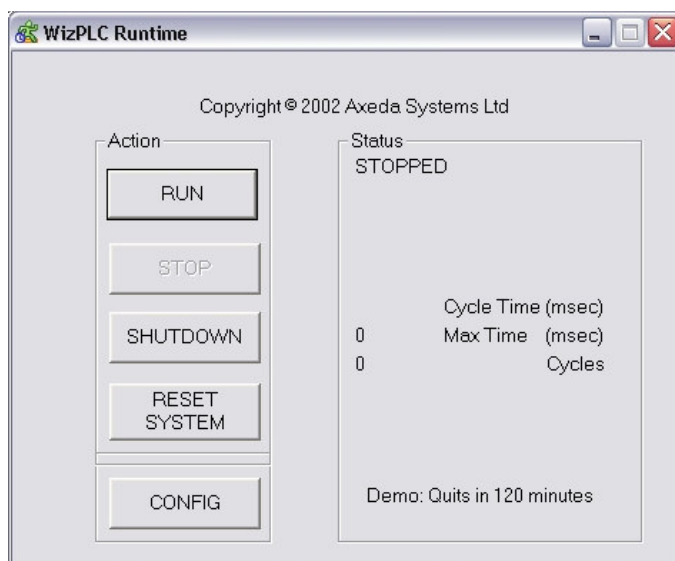 WizPLC Runtime
Copyright © 2002 Axeda Systems Ltd
Action
RUN
STOP
SHUTDOWN
RESET
SYSTEM
CONFIG
Status
STOPPED
Cycle Time (msec)
0 Max Time (msec)
0 Cycles
Demo: Quits in 120 minutes